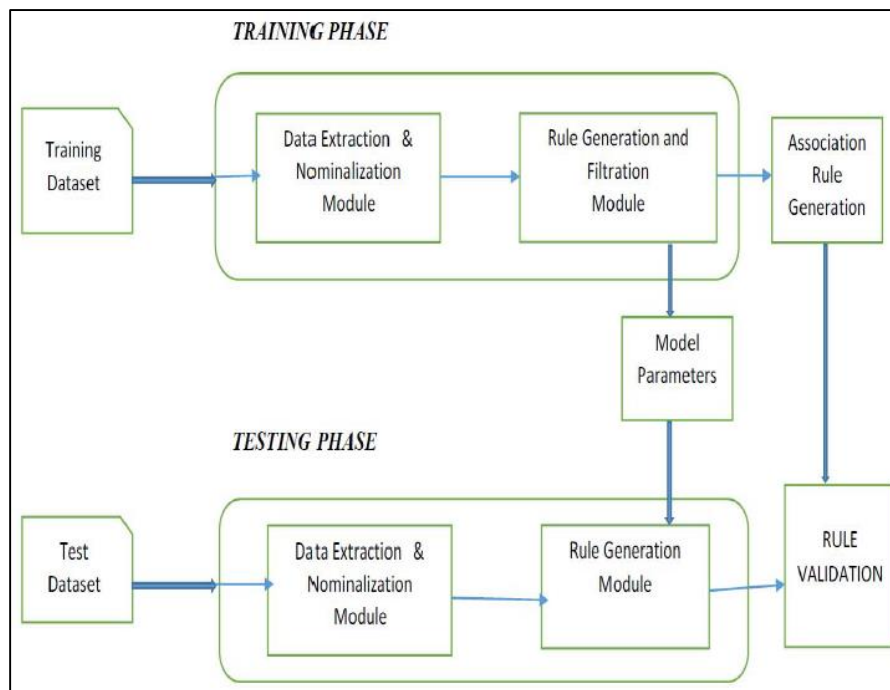 TRAINING PHASE
Training
Dataset
Data Extraction &
Nominalization
Module
Rule Generation and
Filtration
Module
Association
Rule
Generation
Model
Parameters
TESTING PHASE
Test
Dataset
Data Extraction &
Nominalization
Module
Rule Generation
Module
RULE
VALIDATION